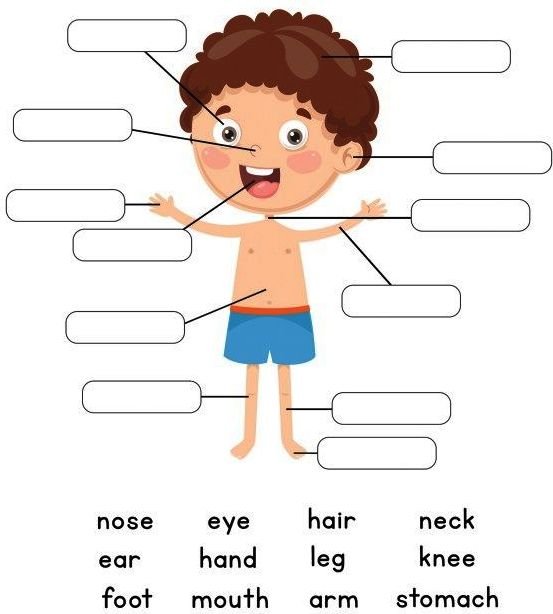 nose eye hair neck
ear hand leg knee
foot mouth arm stomach